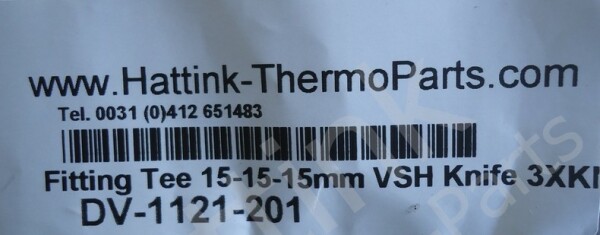 www.Hattink-ThermoParts.com
Tel. 0031 (0)412 651483
Fitting Tee 15-15-15mm VSH Knife 3XKN
DV-1121-201